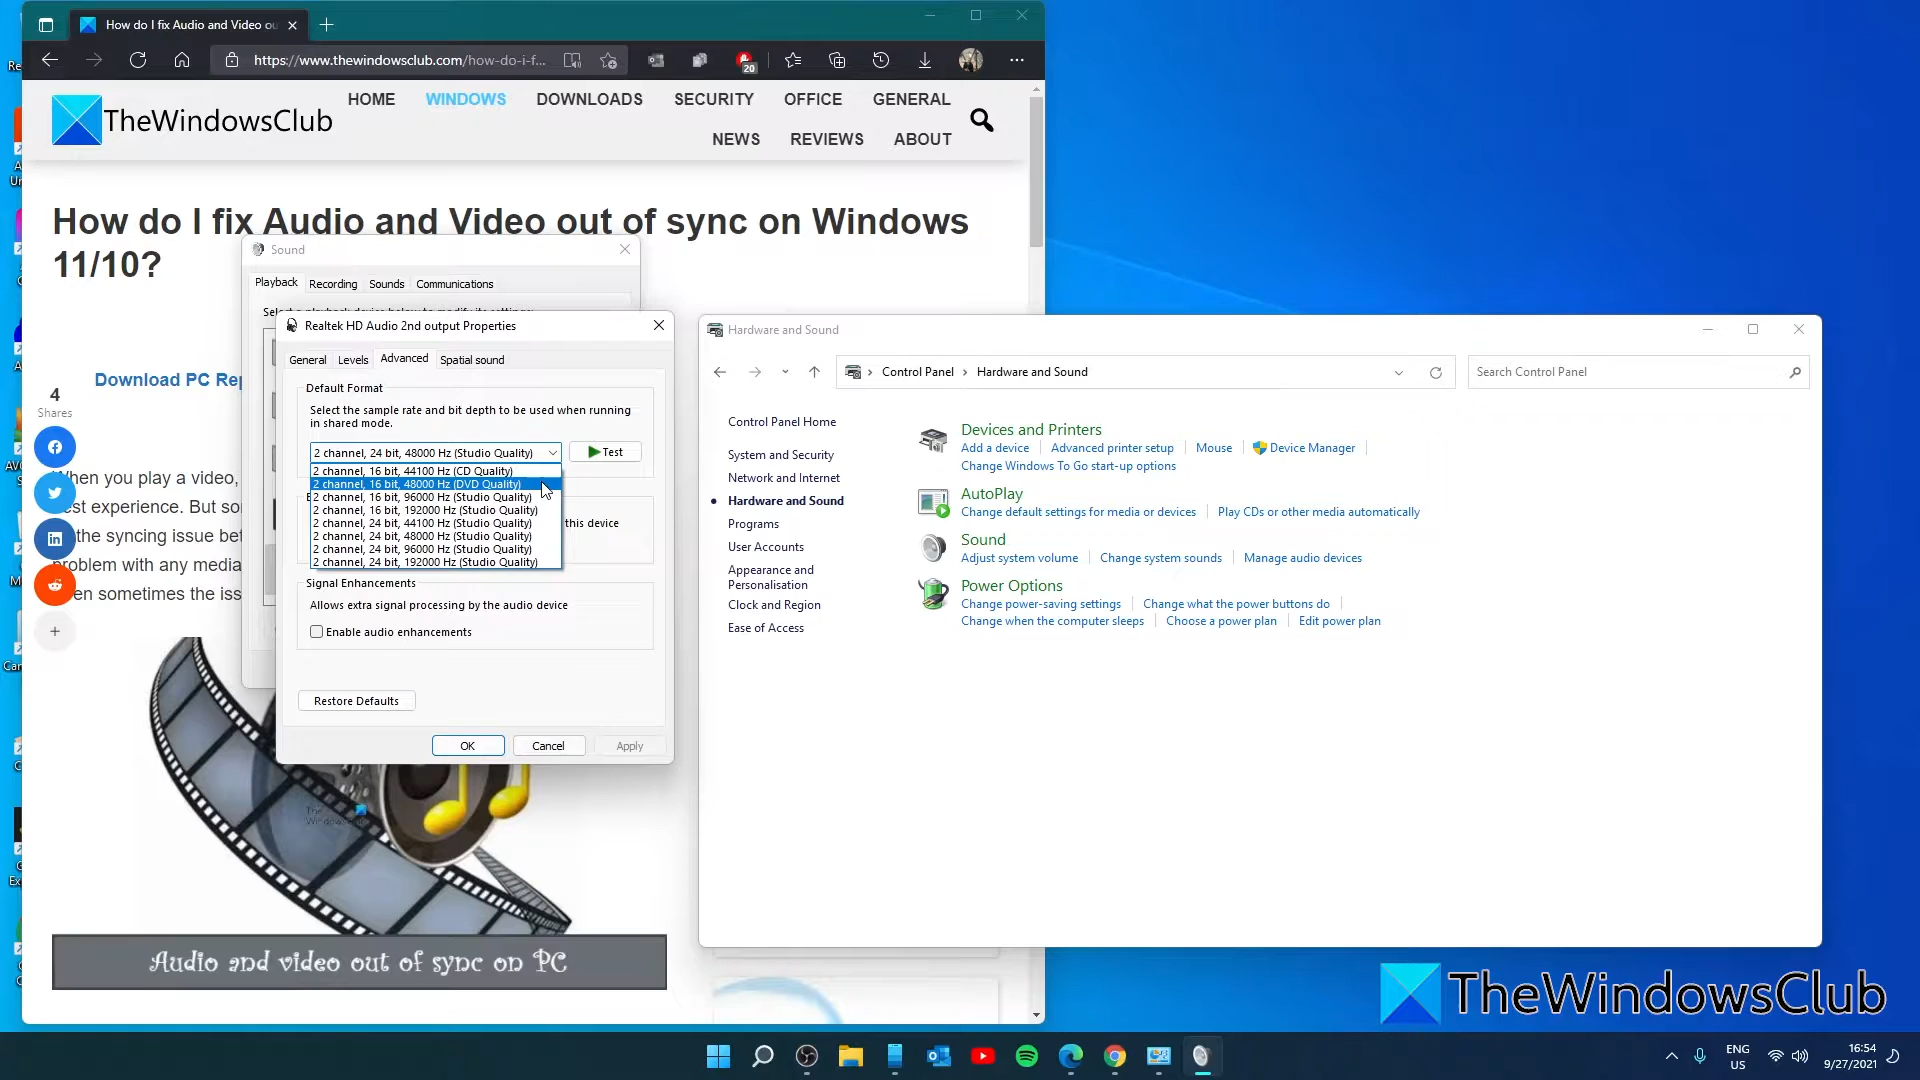 How do I fix Audio and Video ou
https://www.thewindowsclub.com/how-do-i-f...
20
TheWindowsClub
HOME WINDOWS DOWNLOADS SECURITY OFFICE GENERAL
NEWS REVIEWS ABOUT
How do I fix Audio and Video out of sync on Windows
11/10?
Download PC Rep
4
Shares
When you play a video,
en sometimes the iss
the syncing issue bef
problem with any media
est experience. But so
Audio and video out of sync on PC
Sound
Playback Recording Sounds Communications
Realtek HD Audio 2nd output Properties
General Levels Advanced Spatial sound
Default Format
Select the sample rate and bit depth to be used when running
in shared mode.
2 channel, 24 bit, 48000 Hz (Studio Quality)
Test
2 channel, 16 bit, 44100 Hz (CD Quality)
2 channel, 16 bit, 48000 Hz (DVD Quality)
2 channel, 16 bit, 96000 Hz (Studio Quality)
2 channel, 16 bit, 192000 Hz (Studio Quality)
2 channel, 24 bit, 44100 Hz (Studio Quality)
this device
2 channel, 24 bit, 48000 Hz (Studio Quality)
2 channel, 24 bit, 96000 Hz (Studio Quality)
2 channel, 24 bit, 192000 Hz (Studio Quality)
Signal Enhancements
Allows extra signal processing by the audio device
Enable audio enhancements
Restore Defaults
OK Cancel Apply
Hardware and Sound
Control Panel Hardware and Sound
Search Control Panel
Control Panel Home
System and Security
Network and Internet
Hardware and Sound
Programs
User Accounts
Appearance and
Personalisation
Clock and Region
Ease of Access
Devices and Printers
Add a device Advanced printer setup Mouse Device Manager
Change Windows To Go start-up options
AutoPlay
Change default settings for media or devices Play CDs or other media automatically
Sound
Adjust system volume Change system sounds Manage audio devices
Power Options
Change power-saving settings Change what the power buttons do
Change when the computer sleeps Choose a power plan Edit power plan
TheWindowsClub
ENG
US
16:54
9/27/2021